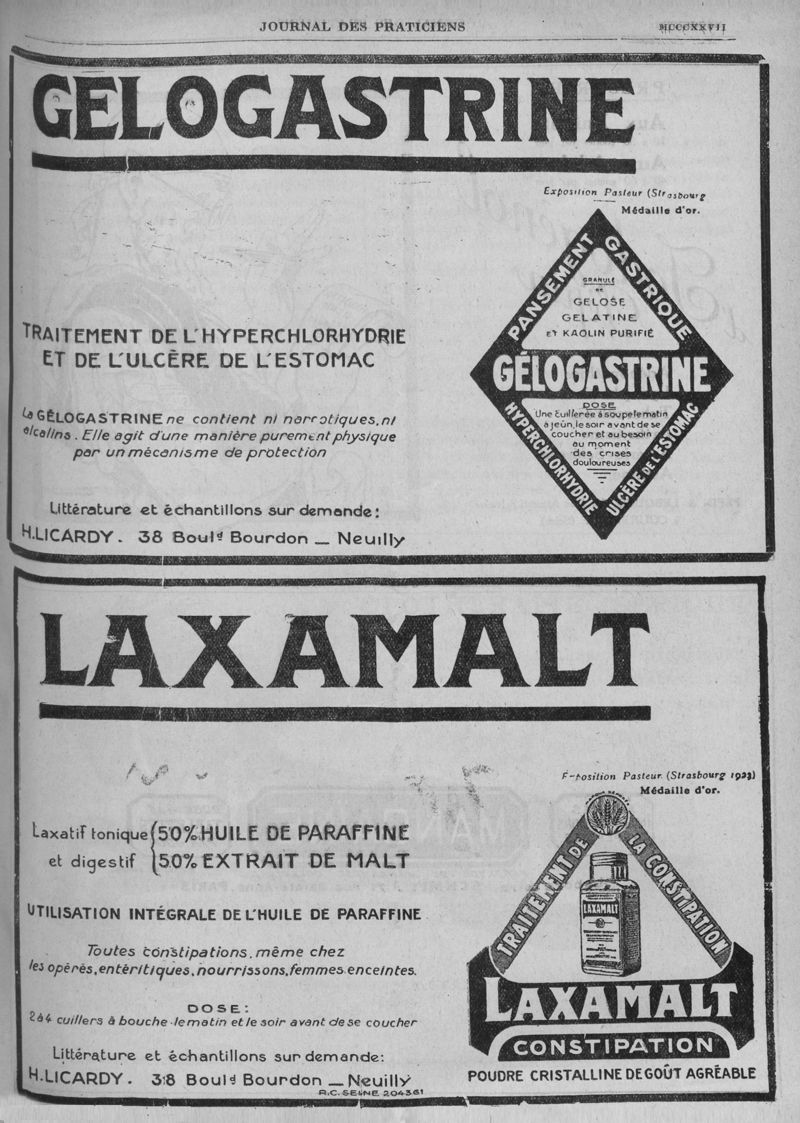 JOURNAL DES PRATICIENS
MCCCXXVII
GÉLOGASTRINE
Exposition Pasteur (Strasbourg
Médaille d'or.
PANSEMENT GASTRIQUE
GRANULÉ
DE
GELOSE
GELATINE
ET KAOLIN PURIFIÉ
GÉLOGASTRINE
DOSE
Une cuillerée à soupe le matin
à jeûn, le soir avant de se
coucher et au besoin
au moment
des crises
douloureuses
HYPERCHLORHYDRIE
ULCÈRE DE L'ESTOMAC
TRAITEMENT DE L'HYPERCHLORHYDRIE
ET DE L'ULCÈRE DE L'ESTOMAC
La GÉLOGASTRINE ne contient ni narcotiques, ni
alcalins. Elle agit d'une manière purement physique
par un mécanisme de protection
Littérature et échantillons sur demande:
H. LICARDY. 38 Bould Bourdon _ Neuilly
LAXAMALT
Exposition Pasteur (Strasbourg 1923)
Médaille d'or.
Laxatif tonique { 50% HUILE DE PARAFFINE
et digestif { 50% EXTRAIT DE MALT
UTILISATION INTÉGRALE DE L'HUILE DE PARAFFINE
Toutes constipations, même chez
les opérés, entéritiques, nourrissons, femmes enceintes.
DOSE:
2 à 4 cuillers à bouche le matin et le soir avant de se coucher
Littérature et échantillons sur demande:
H. LICARDY. 38 Bould Bourdon _ Neuilly
R.C. SEINE 204361
TRAITEMENT DE LA CONSTIPATION
LAXAMALT
LAXAMALT
CONSTIPATION
POUDRE CRISTALLINE DE GOÛT AGRÉABLE